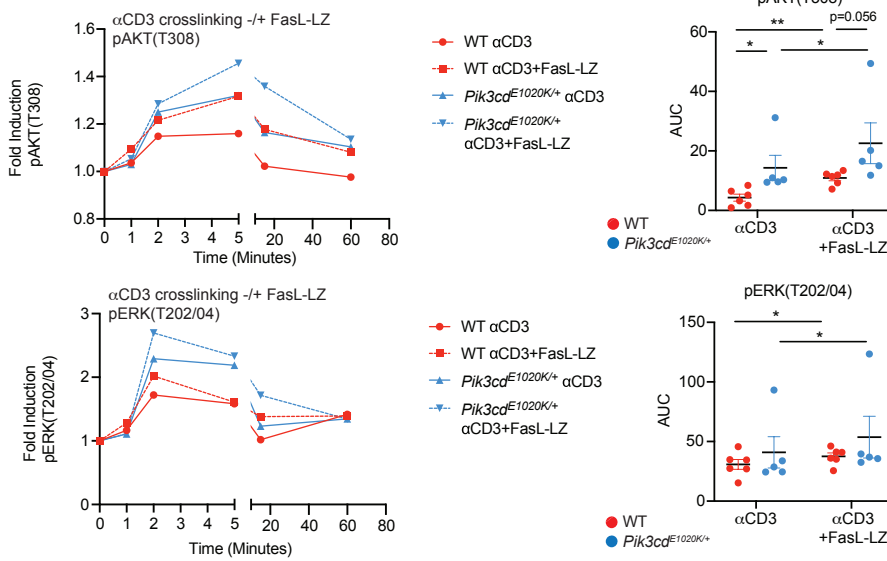 αCD3 crosslinking -/+ FasL-LZ
pAKT(T308)
Fold Induction
pAKT(T308)
1.6
1.4
1.2
1.0
0.8
0 1 2 5 20 40 60 80
Time (Minutes)
WT αCD3
WT αCD3+FasL-LZ
Pik3cd^E1020K/+ αCD3
Pik3cd^E1020K/+
αCD3+FasL-LZ
pAKT(T308)
** p=0.056
* *
AUC
60
40
20
0
αCD3 αCD3
+FasL-LZ
WT
Pik3cd^E1020K/+
αCD3 crosslinking -/+ FasL-LZ
pERK(T202/04)
Fold Induction
pERK(T202/04)
3
2
1
0
0 1 2 5 20 40 60 80
Time (Minutes)
WT αCD3
WT αCD3+FasL-LZ
Pik3cd^E1020K/+ αCD3
Pik3cd^E1020K/+
αCD3+FasL-LZ
pERK(T202/04)
*
*
AUC
150
100
50
0
αCD3 αCD3
+FasL-LZ
WT
Pik3cd^E1020K/+